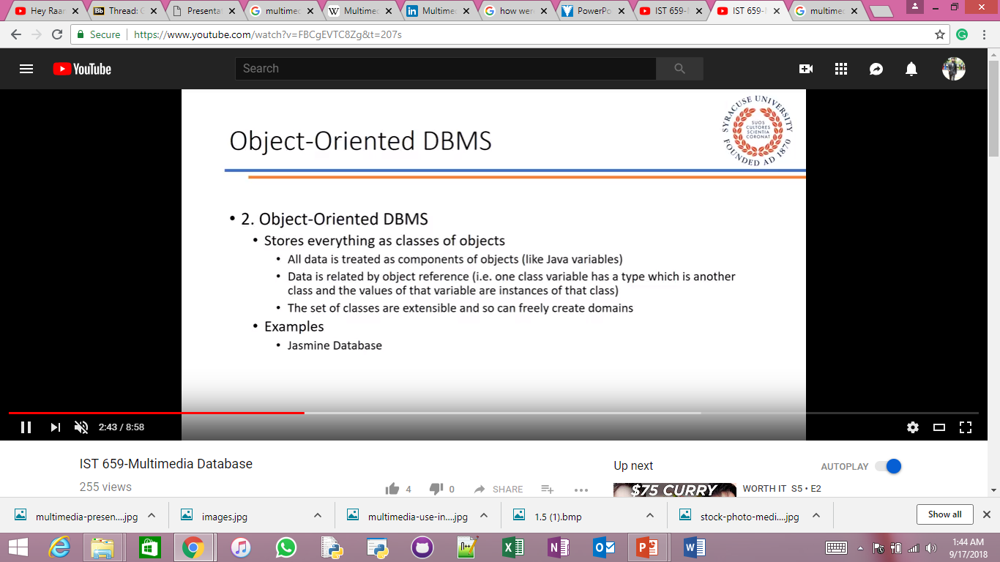 Hey Raar
Thread: C
Presentat
multimed
Multimed
Multimed
how wer
PowerPo
IST 659-M
IST 659-M
multimed
Secure
https://www.youtube.com/watch?v=FBCgEVTC8Zg&t=207s
YouTube
Search
SYRACUSE UNIVERSITY
SUOS
CULTORES
SCIENTIA
CORONAT
FOUNDED AD 1870
Object-Oriented DBMS
• 2. Object-Oriented DBMS
• Stores everything as classes of objects
• All data is treated as components of objects (like Java variables)
• Data is related by object reference (i.e. one class variable has a type which is another
class and the values of that variable are instances of that class)
• The set of classes are extensible and so can freely create domains
• Examples
• Jasmine Database
2:43 / 8:58
IST 659-Multimedia Database
255 views
4
0
SHARE
Up next
AUTOPLAY
$75 CURRY
WORTH IT S5 • E2
multimedia-presen....jpg
images.jpg
multimedia-use-in....jpg
1.5 (1).bmp
stock-photo-medi....jpg
Show all
1:44 AM
9/17/2018